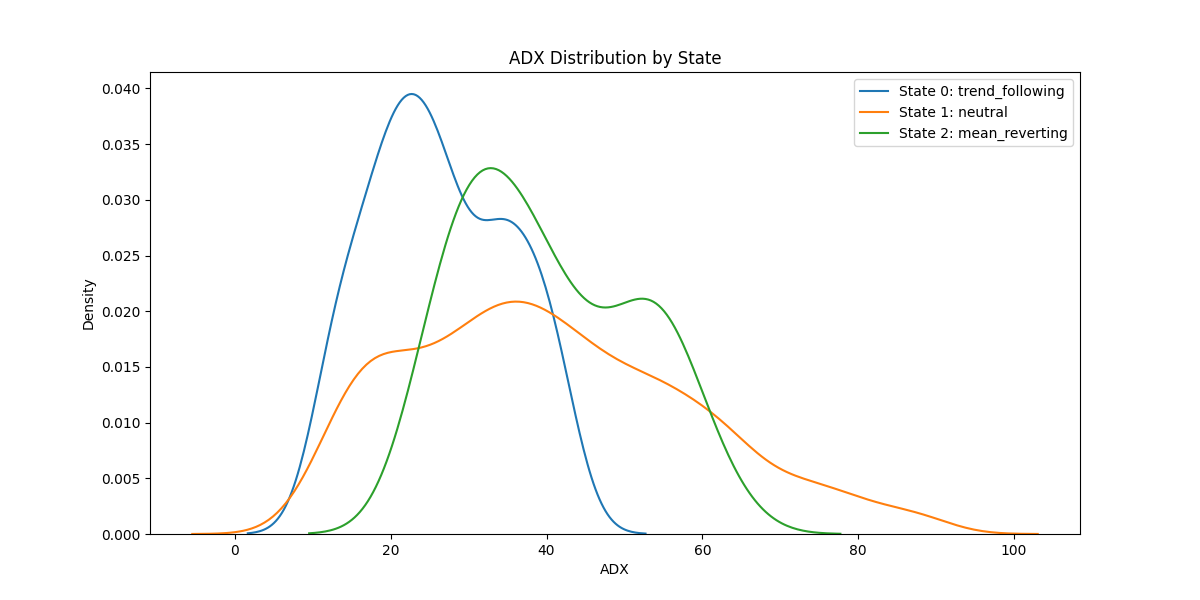 ADX Distribution by State
State 0: trend_following
State 1: neutral
State 2: mean_reverting
Density
0.040
0.035
0.030
0.025
0.020
0.015
0.010
0.005
0.000
0 20 40 60 80 100
ADX